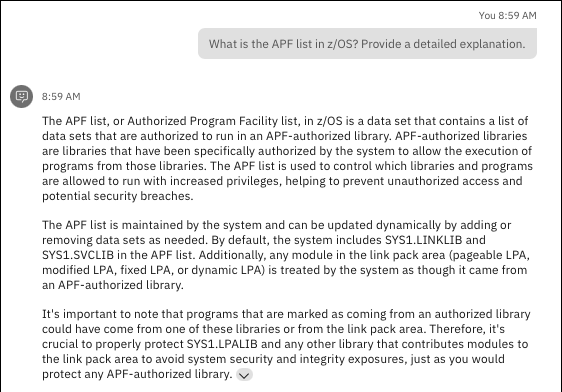 You 8:59 AM
What is the APF list in z/OS? Provide a detailed explanation.
8:59 AM
The APF list, or Authorized Program Facility list, in z/OS is a data set that contains a list of
data sets that are authorized to run in an APF-authorized library. APF-authorized libraries
are libraries that have been specifically authorized by the system to allow the execution of
programs from those libraries. The APF list is used to control which libraries and programs
are allowed to run with increased privileges, helping to prevent unauthorized access and
potential security breaches.
The APF list is maintained by the system and can be updated dynamically by adding or
removing data sets as needed. By default, the system includes SYS1.LINKLIB and
SYS1.SVCLIB in the APF list. Additionally, any module in the link pack area (pageable LPA,
modified LPA, fixed LPA, or dynamic LPA) is treated by the system as though it came from
an APF-authorized library.
It's important to note that programs that are marked as coming from an authorized library
could have come from one of these libraries or from the link pack area. Therefore, it's
crucial to properly protect SYS1.LPALIB and any other library that contributes modules to
the link pack area to avoid system security and integrity exposures, just as you would
protect any APF-authorized library.